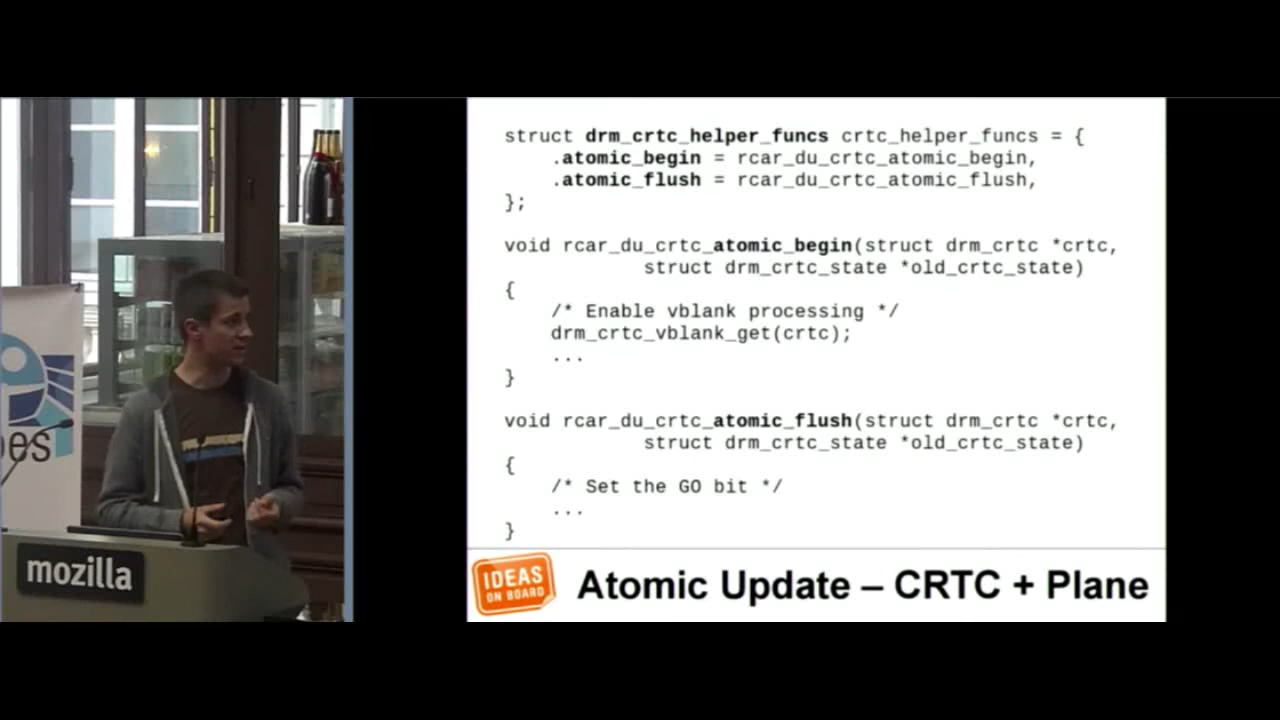 struct drm_crtc_helper_funcs crtc_helper_funcs = {
.atomic_begin = rcar_du_crtc_atomic_begin,
.atomic_flush = rcar_du_crtc_atomic_flush,
};
void rcar_du_crtc_atomic_begin(struct drm_crtc *crtc,
struct drm_crtc_state *old_crtc_state)
{
/* Enable vblank processing */
drm_crtc_vblank_get(crtc);
...
}
void rcar_du_crtc_atomic_flush(struct drm_crtc *crtc,
struct drm_crtc_state *old_crtc_state)
{
/* Set the GO bit */
...
}
IDEAS
ON BOARD
Atomic Update – CRTC + Plane
mozilla